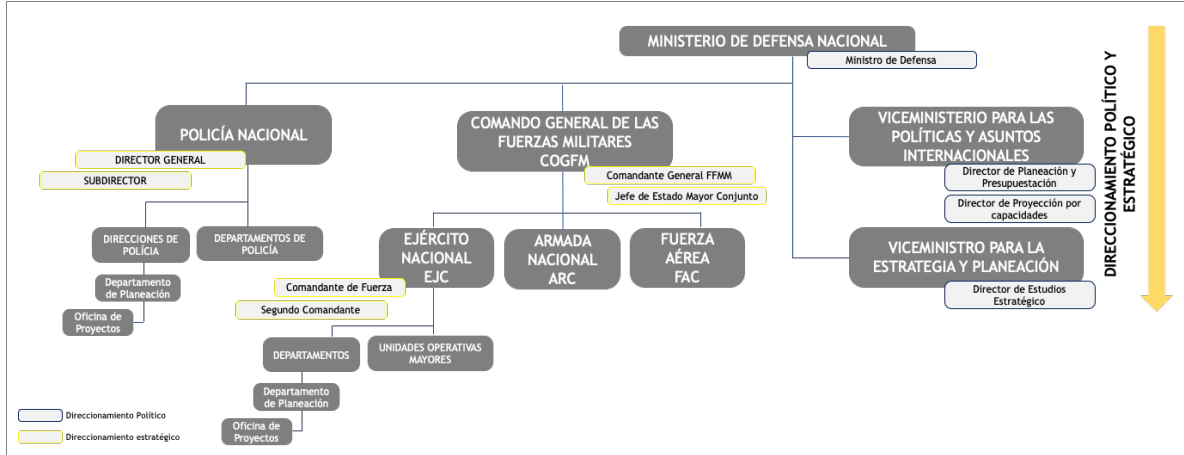 MINISTERIO DE DEFENSA NACIONAL
Ministro de Defensa
POLICÍA NACIONAL
DIRECTOR GENERAL
SUBDIRECTOR
COMANDO GENERAL DE LAS
FUERZAS MILITARES
COGFM
Comandante General FFMM
Jefe de Estado Mayor Conjunto
VICEMINISTERIO PARA LAS
POLÍTICAS Y ASUNTOS
INTERNACIONALES
Director de Planeación y
Presupuestación
Director de Proyección por
capacidades
VICEMINISTRO PARA LA
ESTRATEGIA Y PLANEACIÓN
Director de Estudios
Estratégico
DIRECCIONAMIENTO POLÍTICO Y
ESTRATÉGICO
DIRECCIONES DE
POLÍCIA
DEPARTAMENTOS DE
POLICÍA
Departamento
de Planeación
Oficina de
Proyectos
EJÉRCITO
NACIONAL
EJC
ARMADA
NACIONAL
ARC
FUERZA
AÉREA
FAC
Comandante de Fuerza
Segundo Comandante
DEPARTAMENTOS
UNIDADES OPERATIVAS
MAYORES
Departamento
de Planeación
Oficina de
Proyectos
Direccionamiento Político
Direccionamiento estratégico